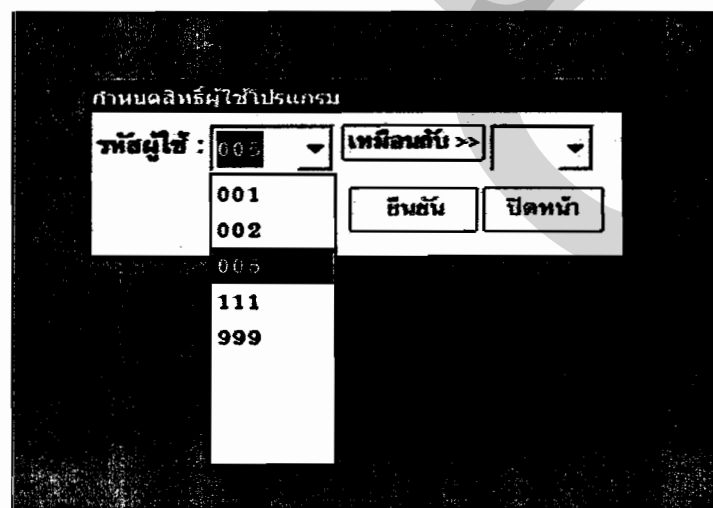 กำหนดสิทธิ์ผู้ใช้โปรแกรม
รหัสผู้ใช้ : 005 เหมือนกับ >>
001
002
005
111
999
ยืนยัน ปิดหน้า